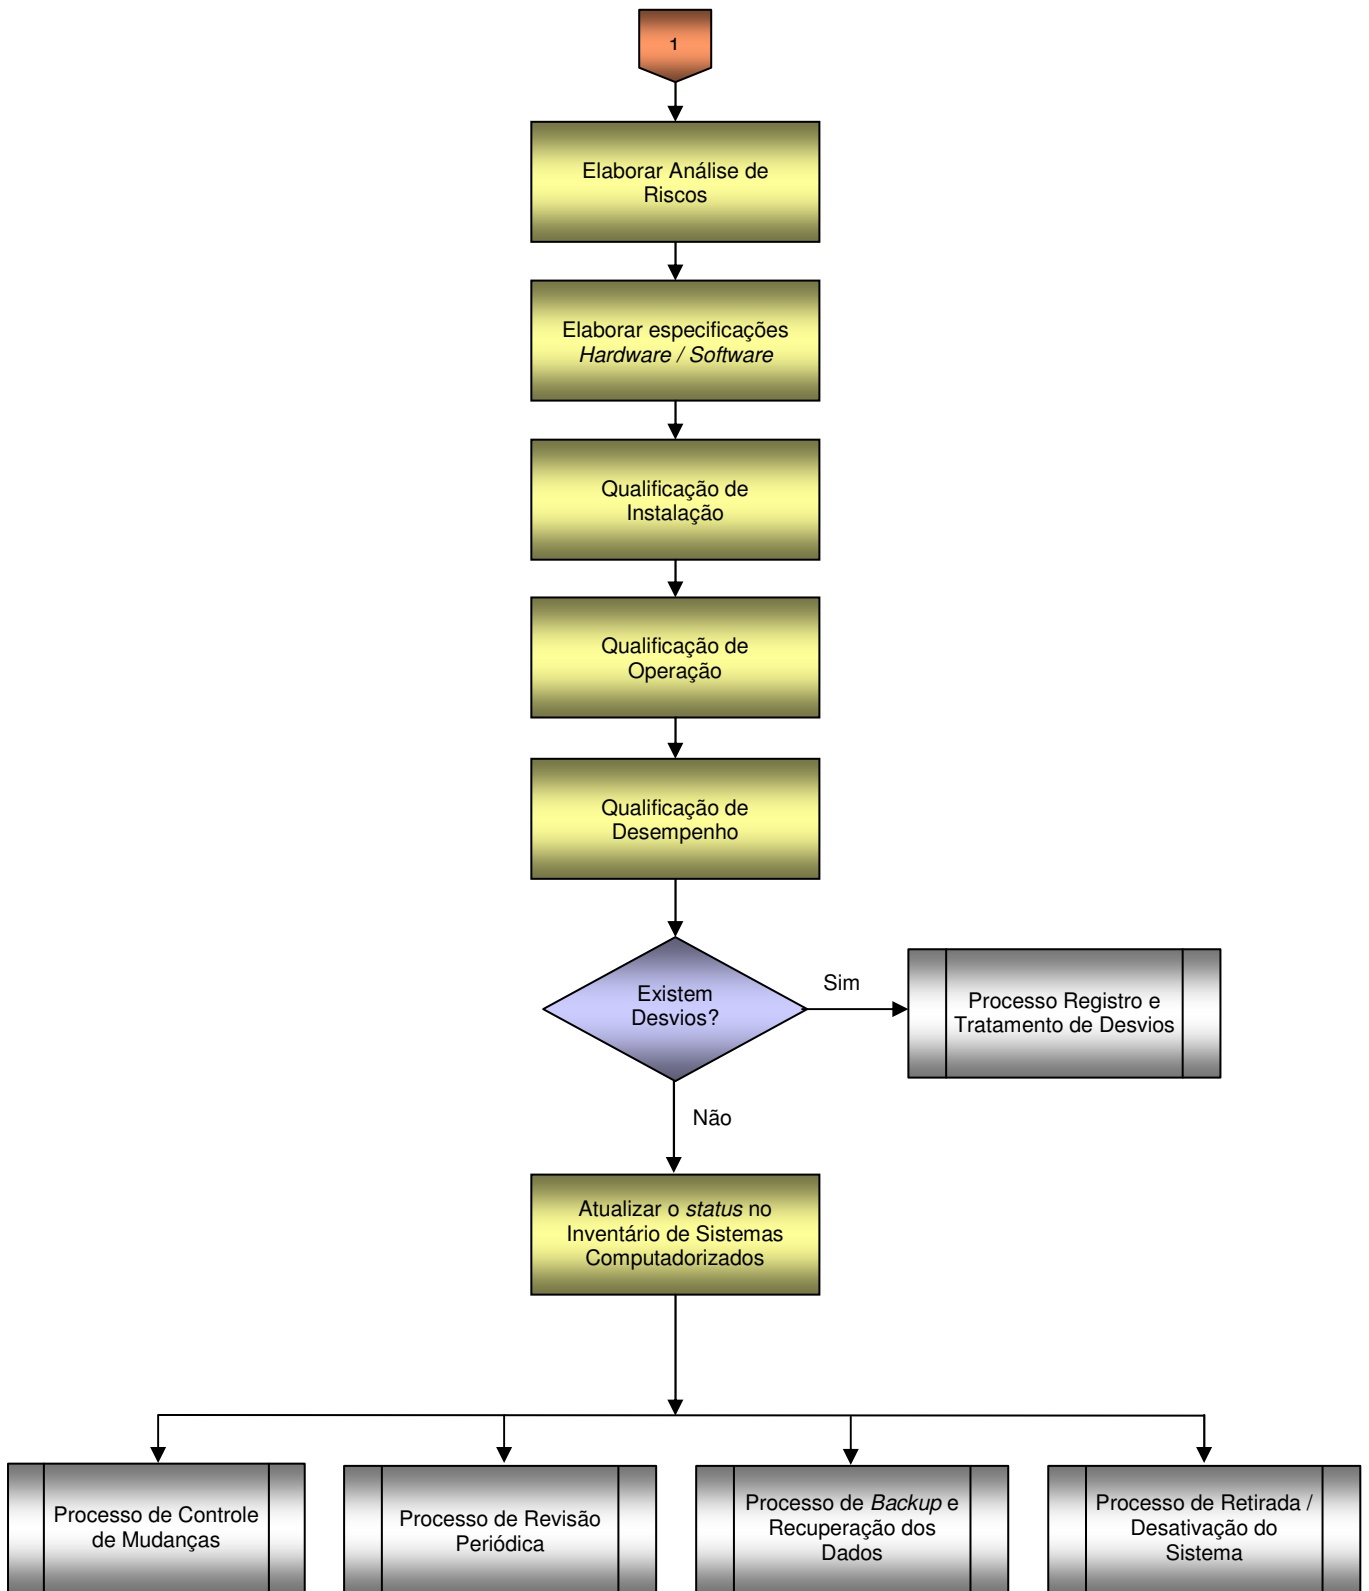 1
Elaborar Análise de
Riscos
Elaborar especificações
Hardware / Software
Qualificação de
Instalação
Qualificação de
Operação
Qualificação de
Desempenho
Existem
Desvios?
Sim
Processo Registro e
Tratamento de Desvios
Não
Atualizar o status no
Inventário de Sistemas
Computadorizados
Processo de Controle
de Mudanças
Processo de Revisão
Periódica
Processo de Backup e
Recuperação dos
Dados
Processo de Retirada /
Desativação do
Sistema